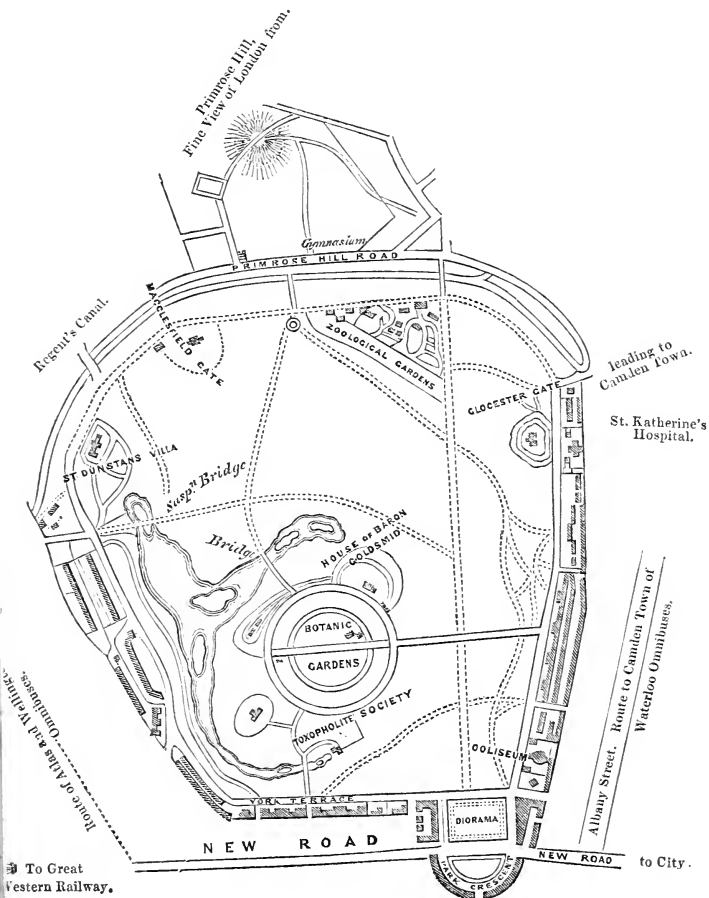 Primrose Hill,
Fine View of London from.
Gymnasium
PRIMROSE HILL ROAD
Regent's Canal.
MACCLESFIELD GATE
ZOOLOGICAL GARDENS
GLOCESTER GATE
leading to
Camden Town.
St. Katherine's
Hospital.
ST DUNSTANS VILLA
Suspn Bridge
Bridge
HOUSE OF BARON
GOLDSMID
BOTANIC
GARDENS
TOXOPHOLITE SOCIETY
COLISEUM
Albany Street. Route to Camden Town of
Waterloo Omnibuses.
Route of Atlas and
Omnibuses.
YORK TERRACE
DIORAMA
NEW ROAD
PARK CRESCENT
NEW ROAD
to City.
To Great
Western Railway.